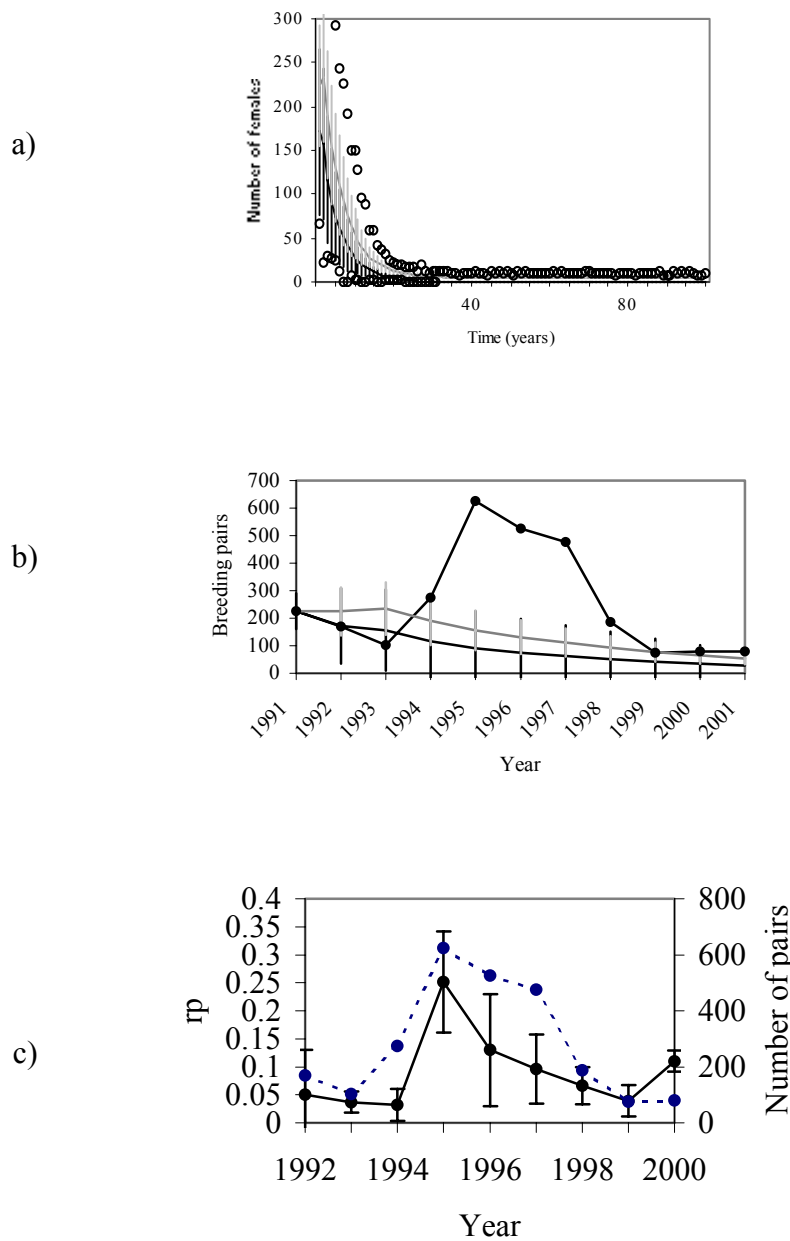 a)
Number of females
300
250
200
150
100
50
0
40 80
Time (years)
b)
Breeding pairs
700
600
500
400
300
200
100
0
1991 1992 1993 1994 1995 1996 1997 1998 1999 2000 2001
Year
c)
rp
0.4
0.35
0.3
0.25
0.2
0.15
0.1
0.05
0
800
600
400
200
0
Number of pairs
1992 1994 1996 1998 2000
Year